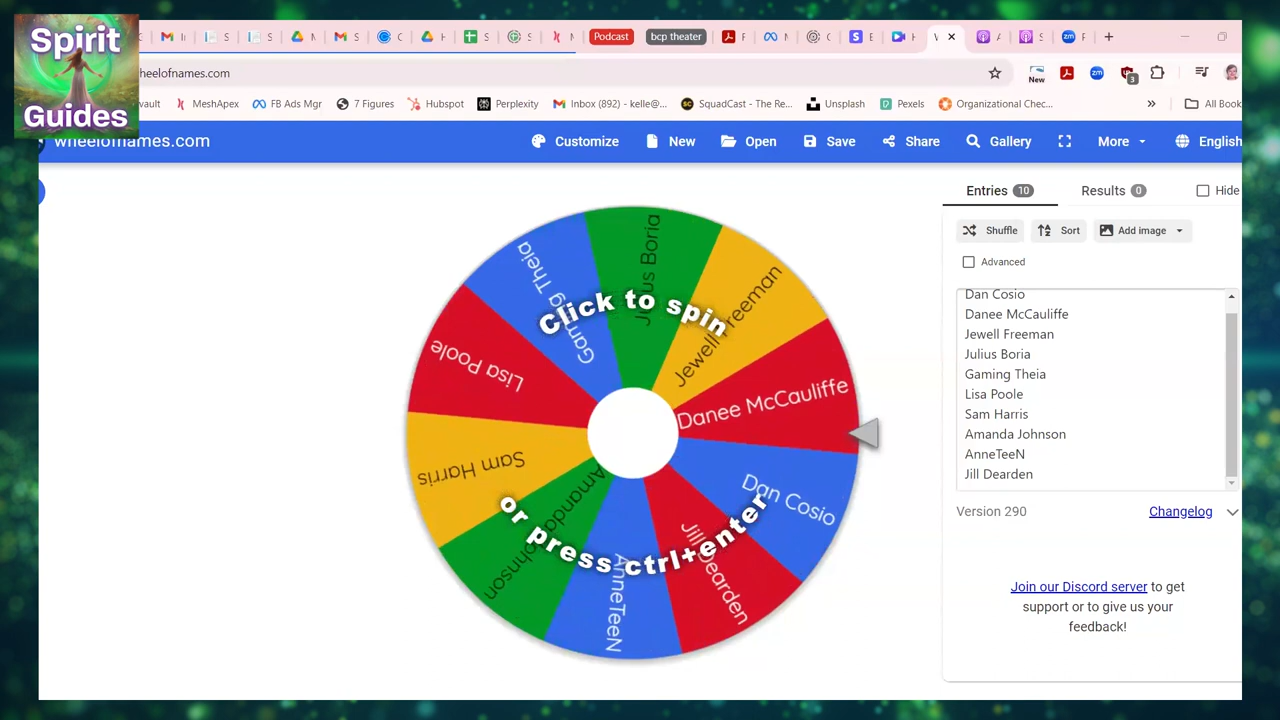 Spirit
Guides
Podcast
bcp theater
heelofnames.com
New
3
vault
MeshApex
FB Ads Mgr
7 Figures
Hubspot
Perplexity
Inbox (892) - kelle@...
SquadCast - The Re...
Unsplash
Pexels
Organizational Chec...
All Book
wheelofnames.com
Customize
New
Open
Save
Share
Gallery
More
English
Entries 10
Results 0
Hide
Shuffle
Sort
Add image
Advanced
Dan Cosio
Danee McCauliffe
Jewell Freeman
Julius Boria
Gaming Theia
Lisa Poole
Sam Harris
Amanda Johnson
AnneTeeN
Jill Dearden
Version 290
Changelog
Join our Discord server to get
support or to give us your
feedback!
Click to spin
or press ctrl+enter
Julius Boria
Jewell Freeman
Danee McCauliffe
Dan Cosio
Jill Dearden
AnneTeeN
Amanda Johnson
Sam Harris
Lisa Poole
Gaming Theia